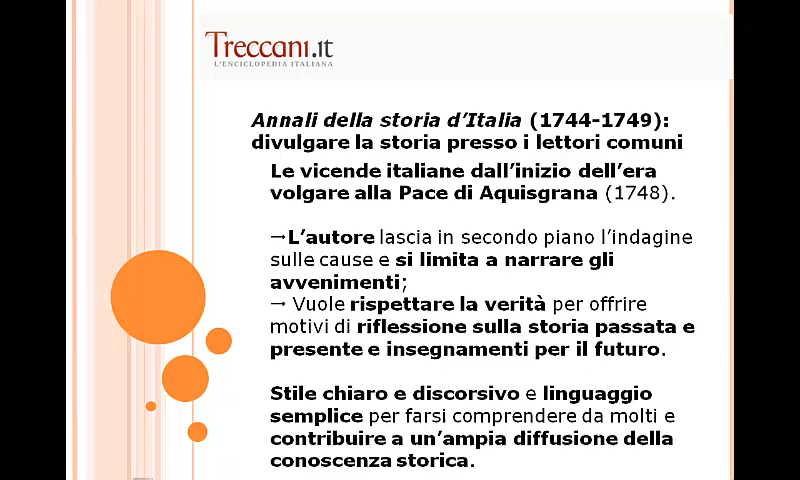 Treccani.it
L'ENCICLOPEDIA ITALIANA
Annali della storia d’Italia (1744-1749):
divulgare la storia presso i lettori comuni
Le vicende italiane dall’inizio dell’era
volgare alla Pace di Aquisgrana (1748).
→L’autore lascia in secondo piano l’indagine
sulle cause e si limita a narrare gli
avvenimenti;
→ Vuole rispettare la verità per offrire
motivi di riflessione sulla storia passata e
presente e insegnamenti per il futuro.
Stile chiaro e discorsivo e linguaggio
semplice per farsi comprendere da molti e
contribuire a un’ampia diffusione della
conoscenza storica.